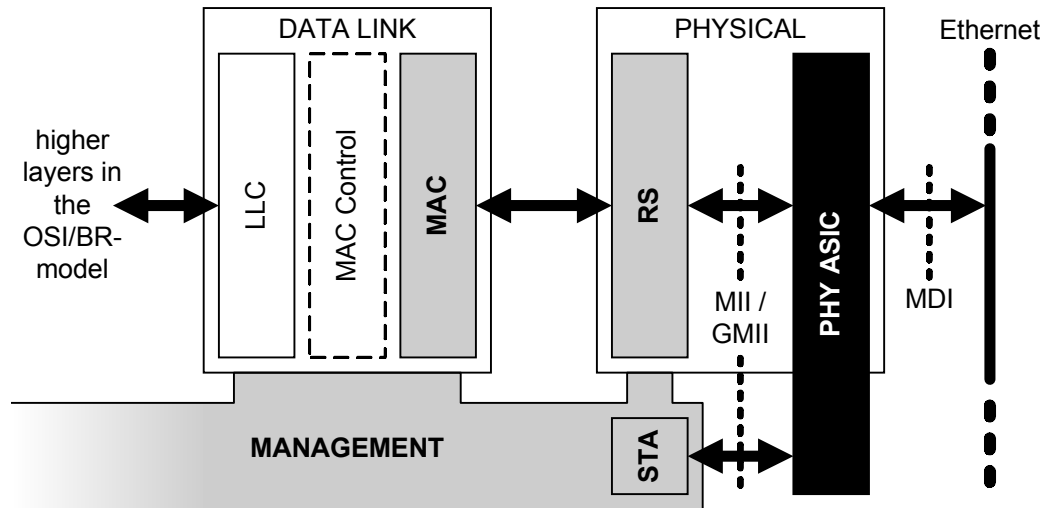 DATA LINK
PHYSICAL
Ethernet
higher
layers in
the
OSI/BR-
model
LLC
MAC Control
MAC
RS
MII /
GMII
PHY ASIC
MDI
MANAGEMENT
STA